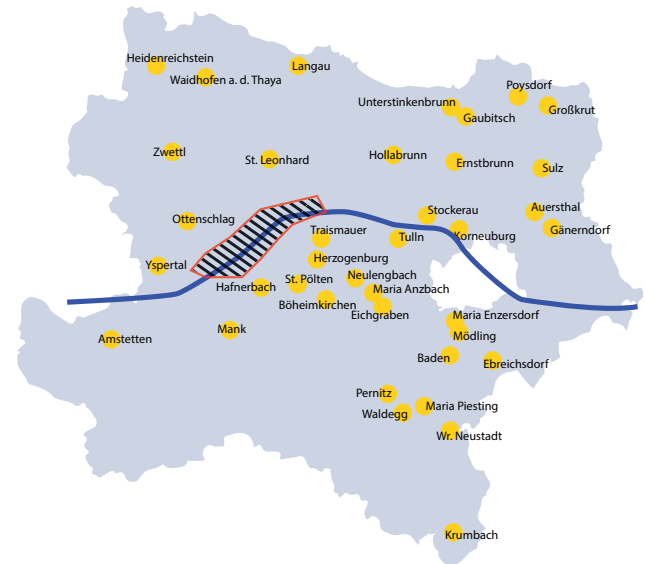 Heidenreichstein
Langau
Waidhofen a. d. Thaya
Poysdorf
Unterstinkenbrunn
Großkrut
Gaubitsch
Zwettl
St. Leonhard
Hollabrunn
Ernstbrunn
Sulz
Ottenschlag
Stockerau
Auersthal
Traismauer
Tulln
Korneuburg
Gänerndorf
Yspertal
Herzogenburg
Hafnerbach
St. Pölten
Neulengbach
Maria Anzbach
Böheimkirchen
Eichgraben
Maria Enzersdorf
Mank
Mödling
Amstetten
Baden
Ebreichsdorf
Pernitz
Waldegg
Maria Piesting
Wr. Neustadt
Krumbach